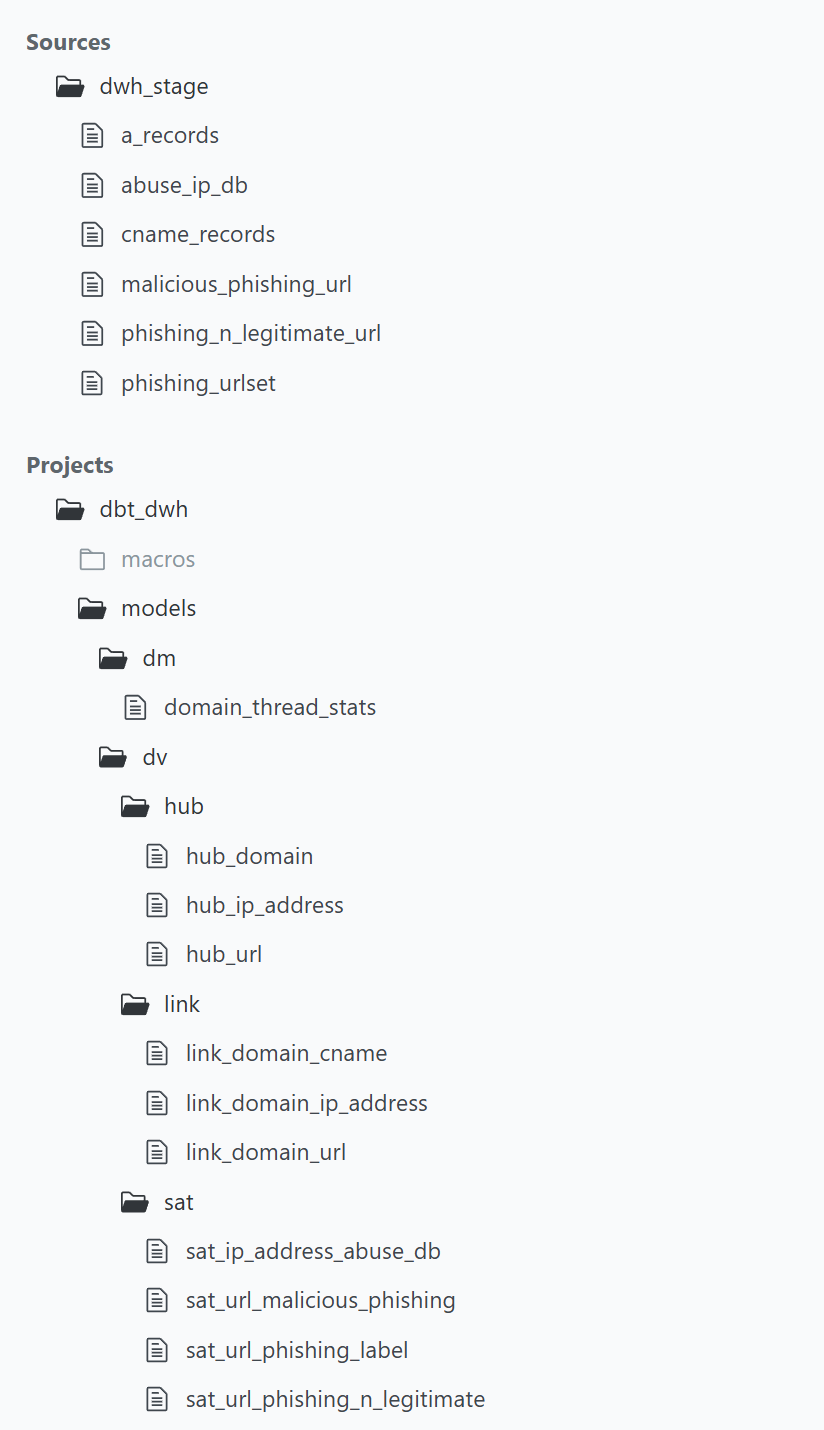 Sources
dwh_stage
a_records
abuse_ip_db
cname_records
malicious_phishing_url
phishing_n_legitimate_url
phishing_urlset
Projects
dbt_dwh
macros
models
dm
domain_thread_stats
dv
hub
hub_domain
hub_ip_address
hub_url
link
link_domain_cname
link_domain_ip_address
link_domain_url
sat
sat_ip_address_abuse_db
sat_url_malicious_phishing
sat_url_phishing_label
sat_url_phishing_n_legitimate